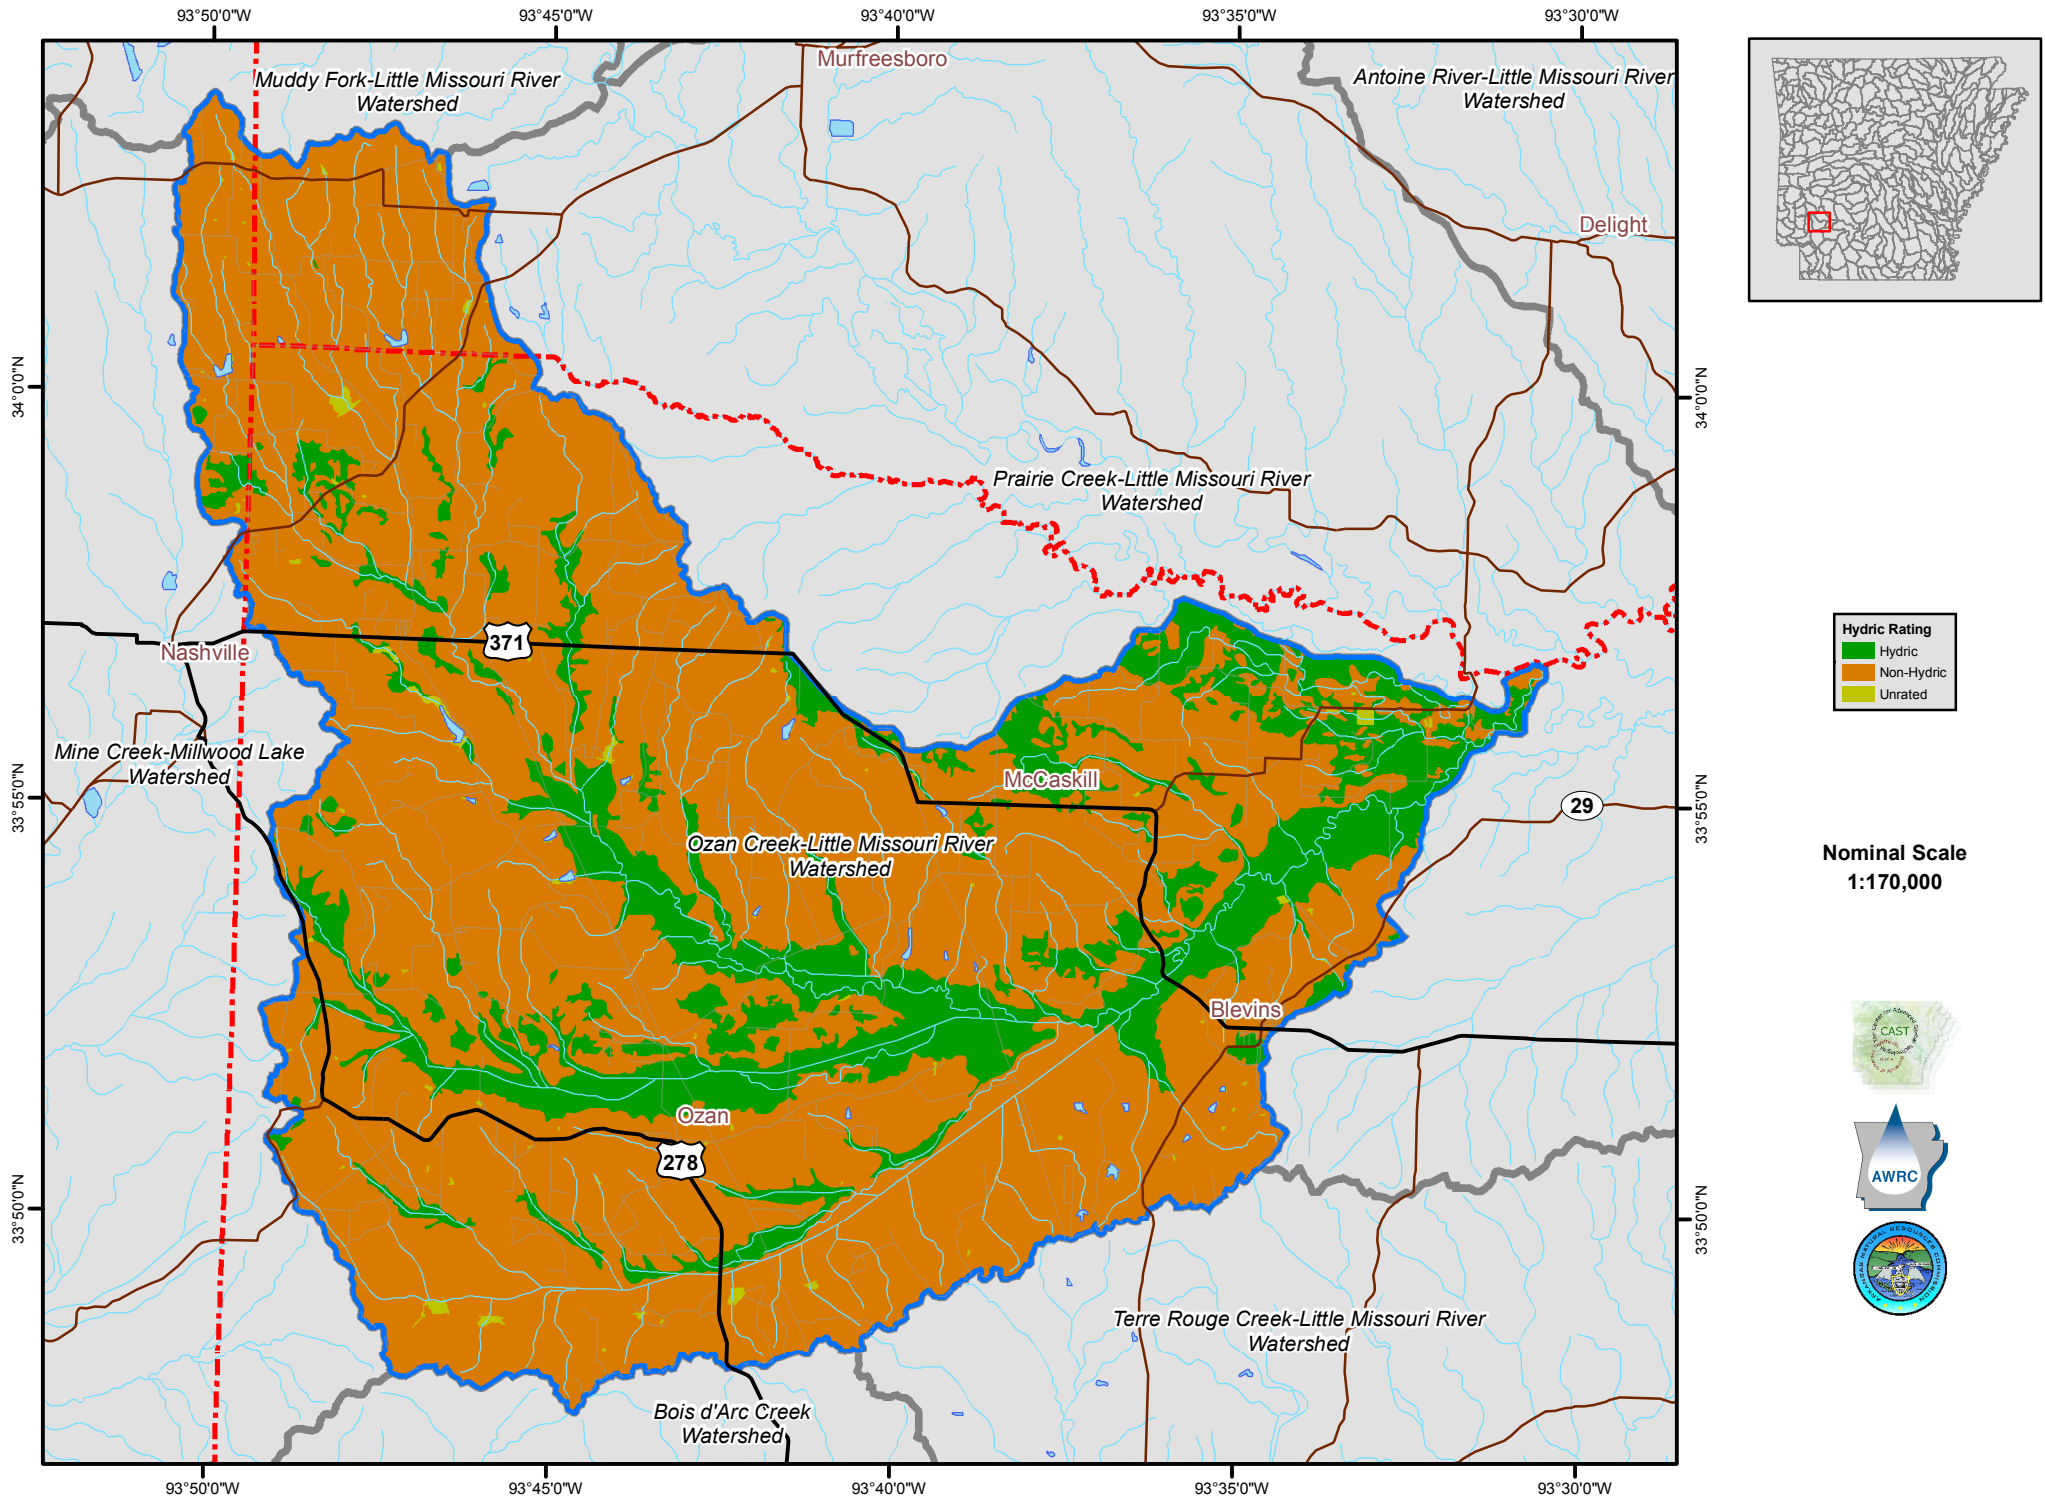 93°50'0"W
93°45'0"W
93°40'0"W
93°35'0"W
93°30'0"W
Murfreesboro
Muddy Fork-Little Missouri River
Watershed
Antoine River-Little Missouri River
Watershed
Delight
34°0'0"N
34°0'0"N
Prairie Creek-Little Missouri River
Watershed
371
Nashville
Hydric Rating
Hydric
Non-Hydric
Unrated
Mine Creek-Millwood Lake
Watershed
McCaskill
33°55'0"N
33°55'0"N
29
Ozan Creek-Little Missouri River
Watershed
Nominal Scale
1:170,000
Blevins
CAST
Ozan
278
AWRC
33°50'0"N
33°50'0"N
ARKANSAS NATURAL RESOURCES COMMISSION
Terre Rouge Creek-Little Missouri River
Watershed
Bois d'Arc Creek
Watershed
93°50'0"W
93°45'0"W
93°40'0"W
93°35'0"W
93°30'0"W